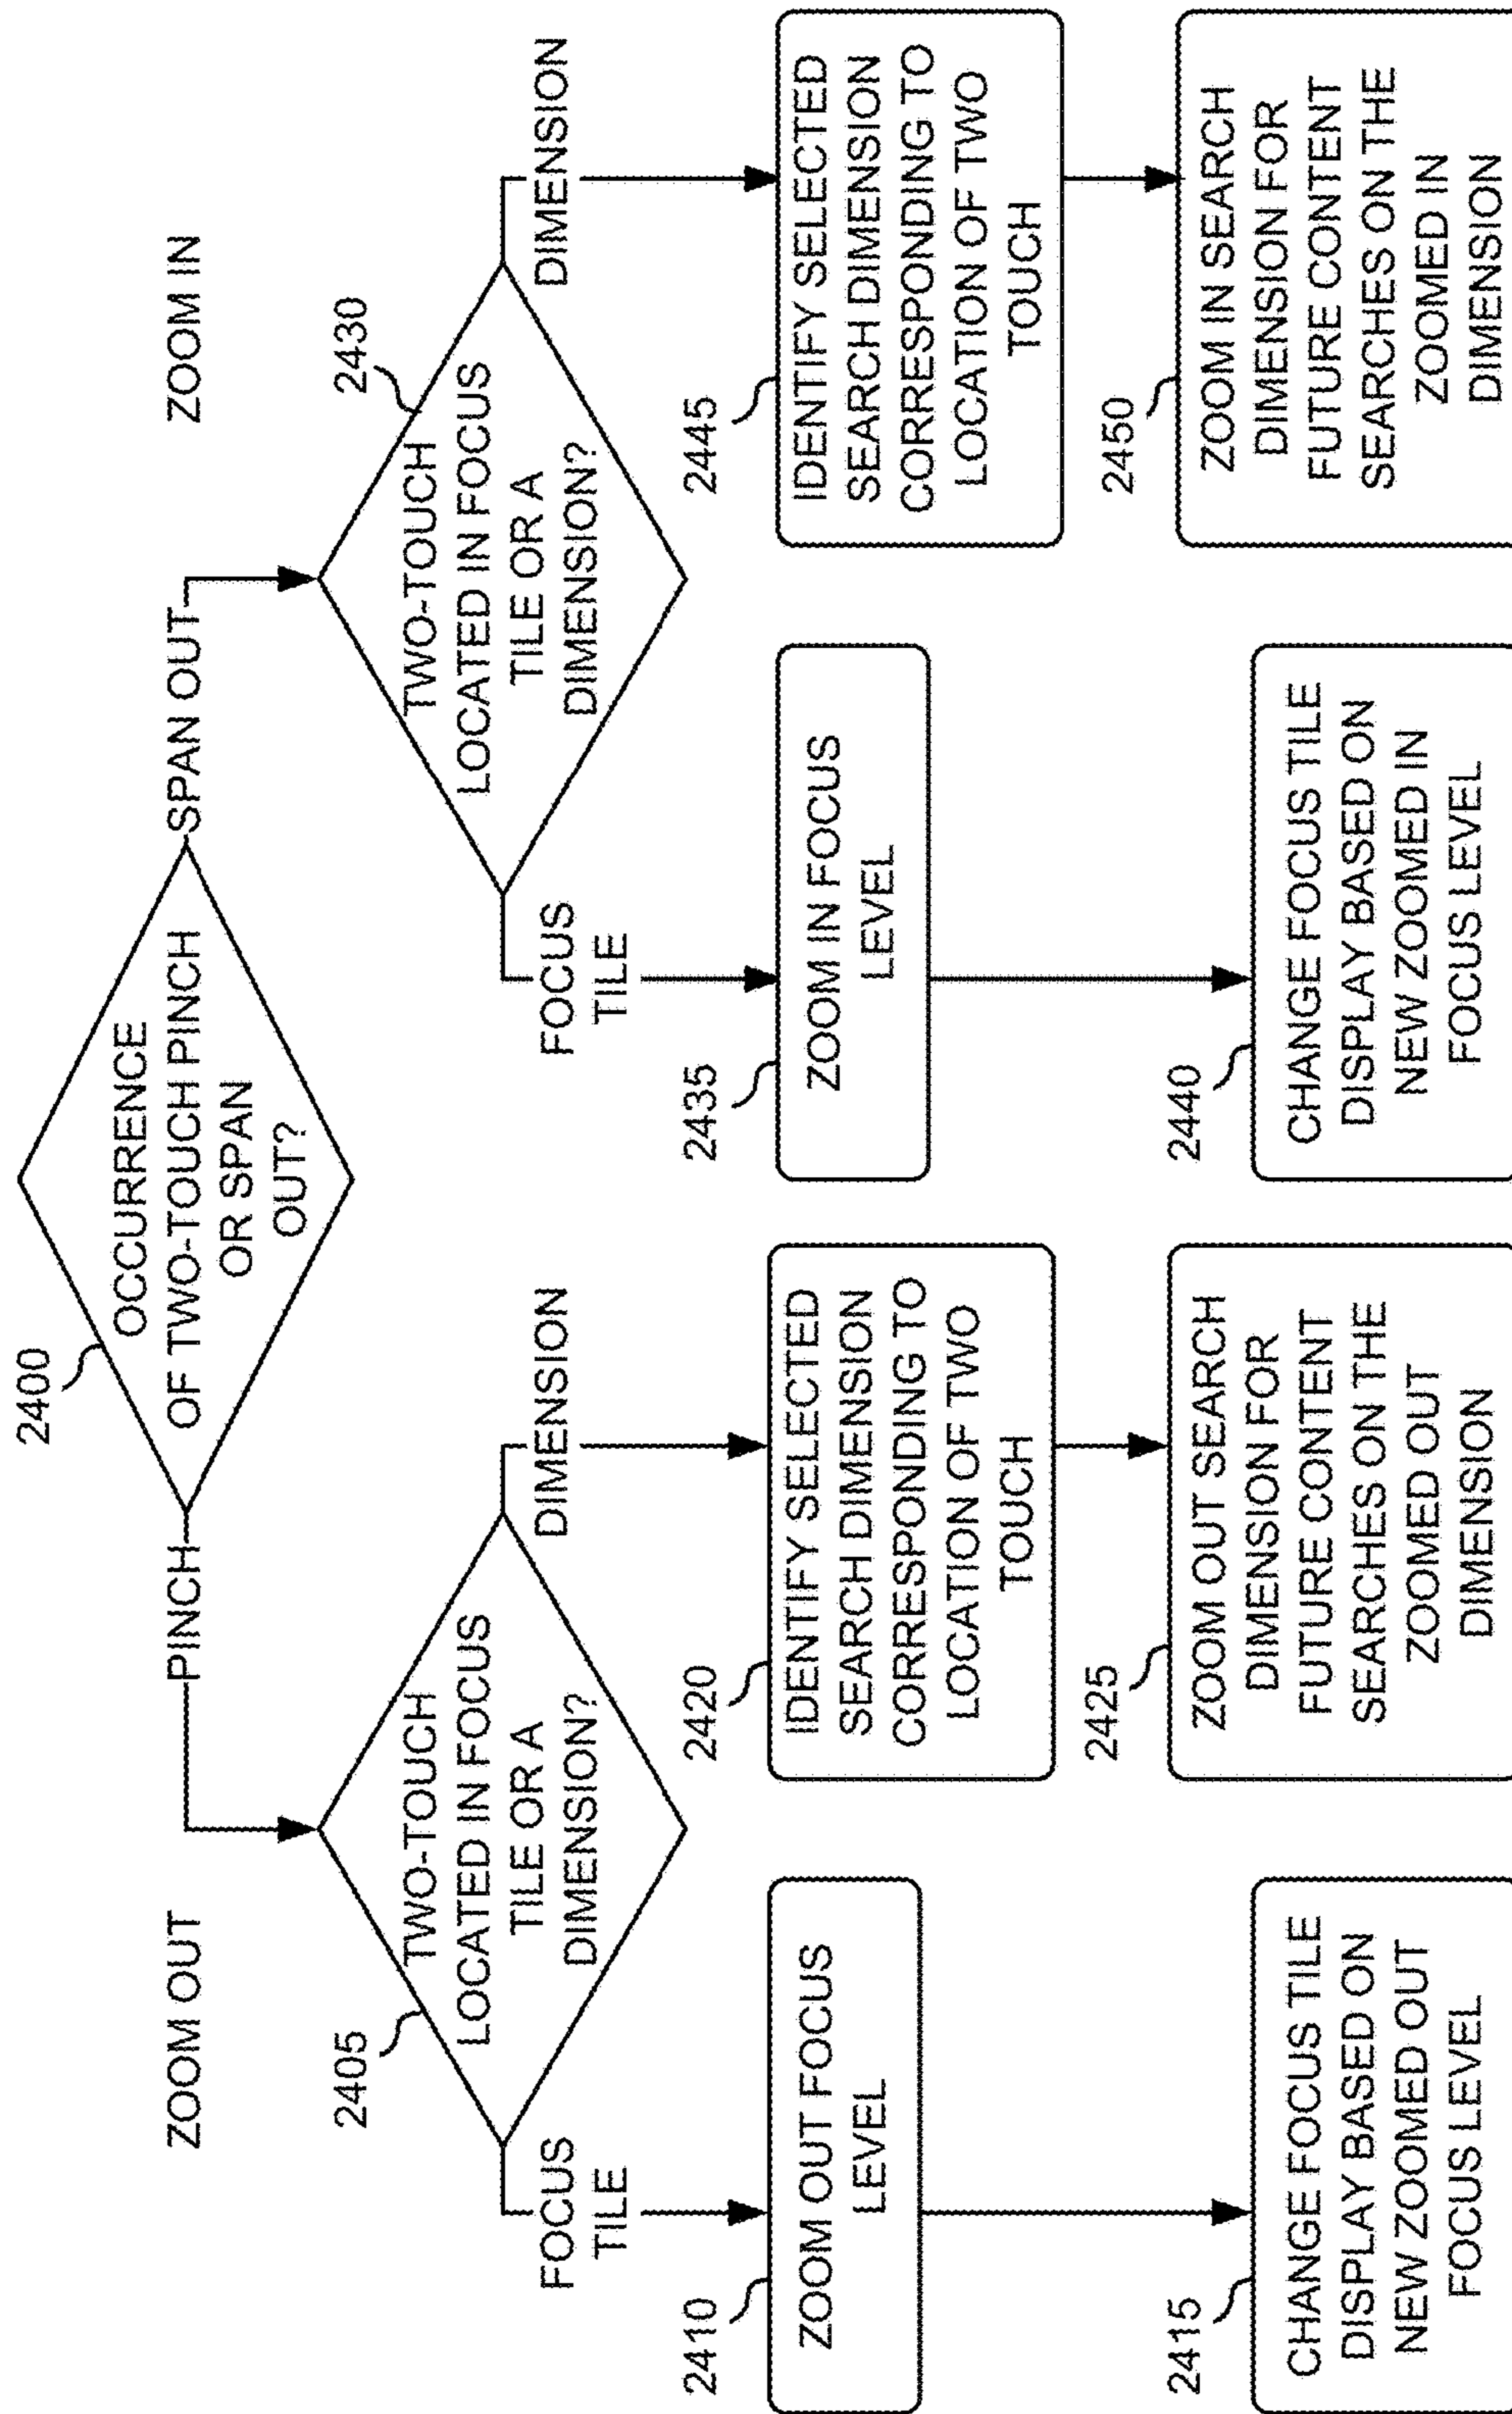 2400
OCCURRENCE
OF TWO-TOUCH PINCH
OR SPAN
OUT?
ZOOM OUT
PINCH
SPAN OUT
ZOOM IN
2405
TWO-TOUCH
LOCATED IN FOCUS
TILE OR A
DIMENSION?
FOCUS
TILE
DIMENSION
2430
TWO-TOUCH
LOCATED IN FOCUS
TILE OR A
DIMENSION?
FOCUS
TILE
DIMENSION
2410
ZOOM OUT FOCUS
LEVEL
2420
IDENTIFY SELECTED
SEARCH DIMENSION
CORRESPONDING TO
LOCATION OF TWO
TOUCH
2435
ZOOM IN FOCUS
LEVEL
2445
IDENTIFY SELECTED
SEARCH DIMENSION
CORRESPONDING TO
LOCATION OF TWO
TOUCH
2415
CHANGE FOCUS TILE
DISPLAY BASED ON
NEW ZOOMED OUT
FOCUS LEVEL
2425
ZOOM OUT SEARCH
DIMENSION FOR
FUTURE CONTENT
SEARCHES ON THE
ZOOMED OUT
DIMENSION
2440
CHANGE FOCUS TILE
DISPLAY BASED ON
NEW ZOOMED IN
FOCUS LEVEL
2450
ZOOM IN SEARCH
DIMENSION FOR
FUTURE CONTENT
SEARCHES ON THE
ZOOMED IN
DIMENSION